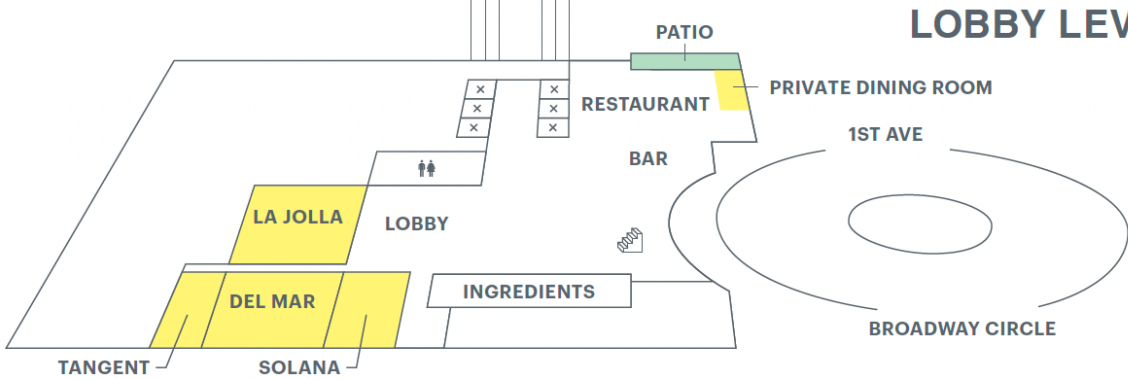 LOBBY LEV
PATIO
PRIVATE DINING ROOM
RESTAURANT
1ST AVE
BAR
LA JOLLA
LOBBY
INGREDIENTS
DEL MAR
BROADWAY CIRCLE
TANGENT
SOLANA